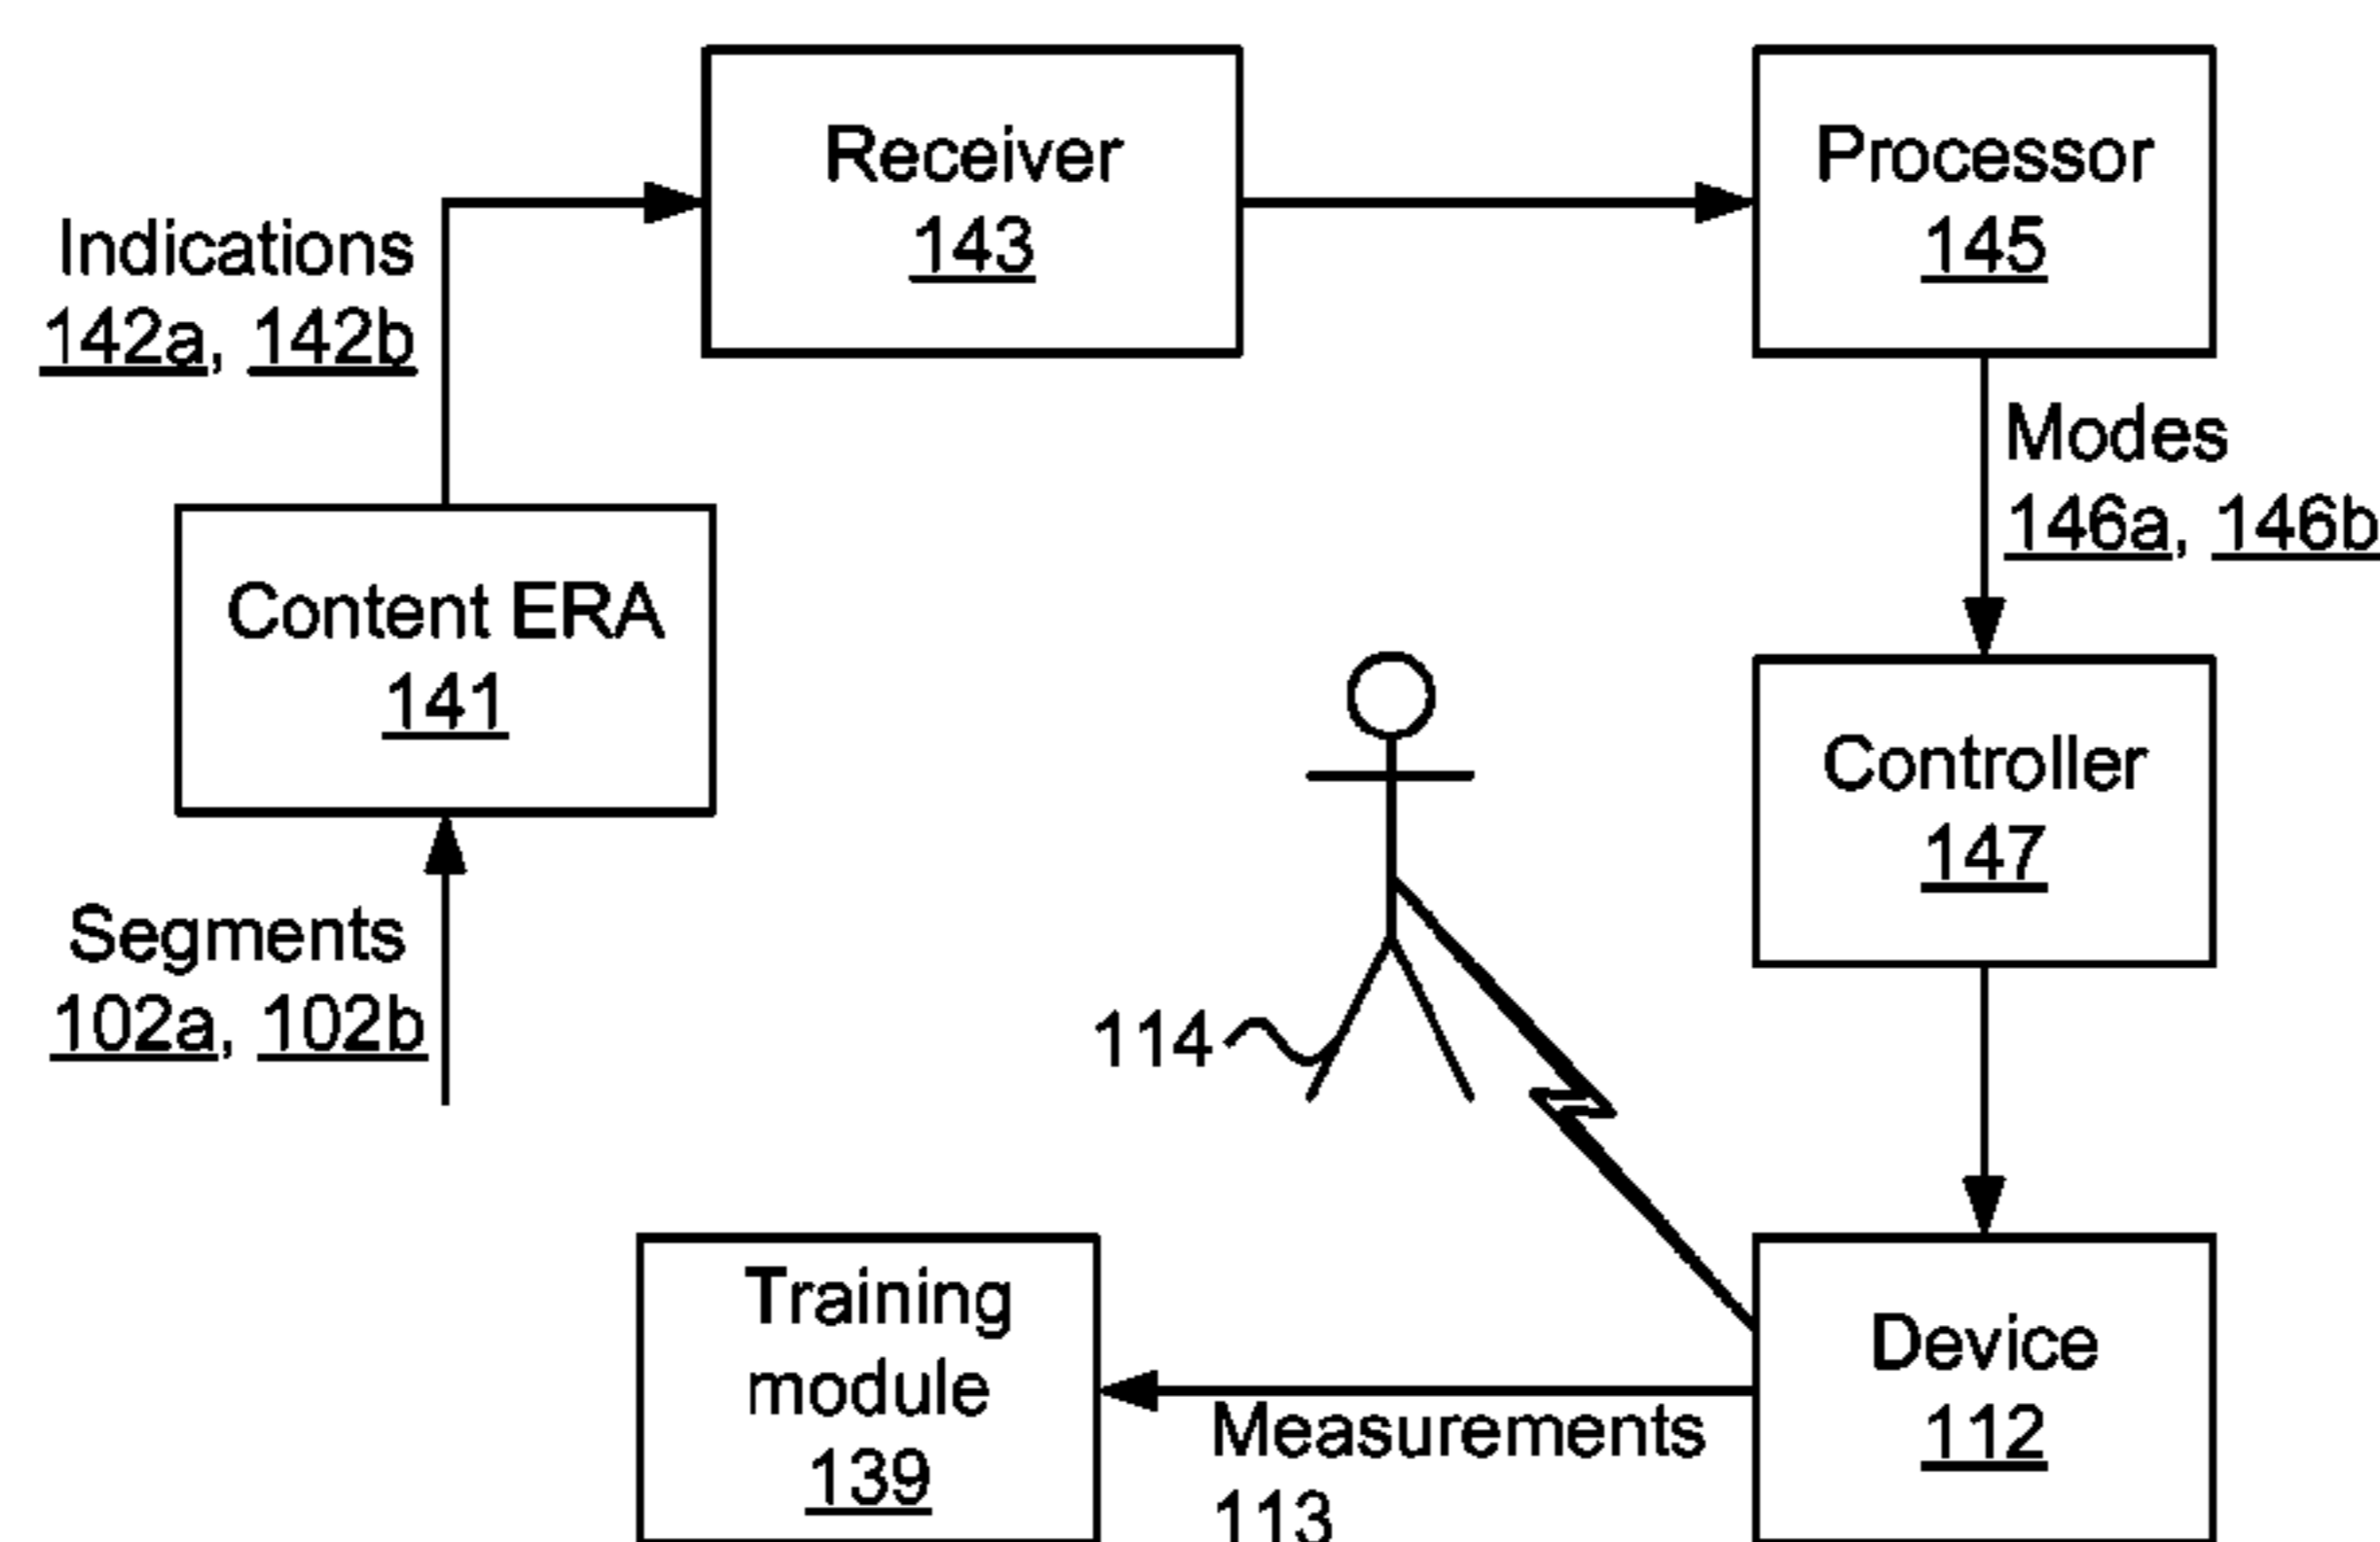 Receiver
143
Processor
145
Indications
142a, 142b
Modes
146a, 146b
Content ERA
141
Controller
147
Segments
102a, 102b
114
Training
module
139
Measurements
113
Device
112